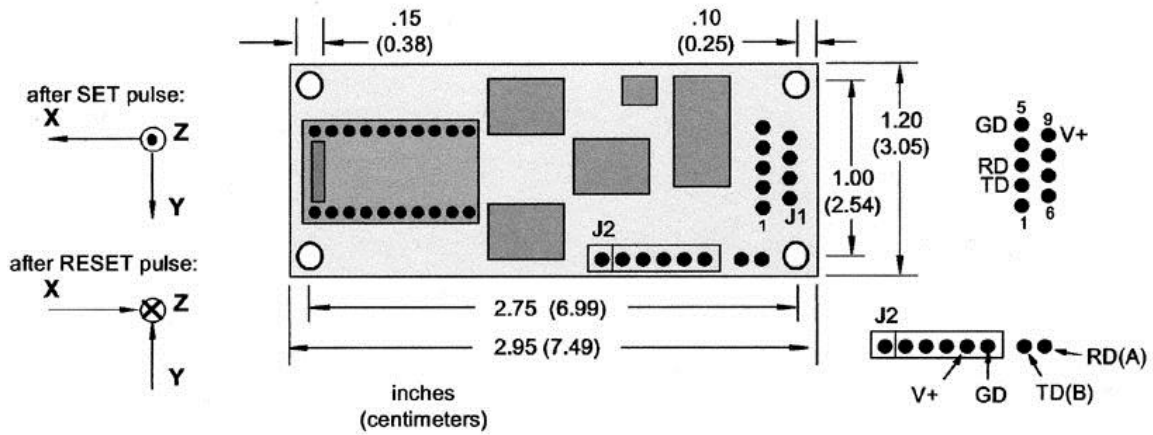 .15
(0.38)
.10
(0.25)
after SET pulse:
X
Z
Y
1.20
(3.05)
1.00
(2.54)
J2
1
J1
5
9
GD
V+
RD
TD
1
6
after RESET pulse:
X
Z
Y
2.75 (6.99)
2.95 (7.49)
inches
(centimeters)
J2
V+
GD
TD(B)
RD(A)